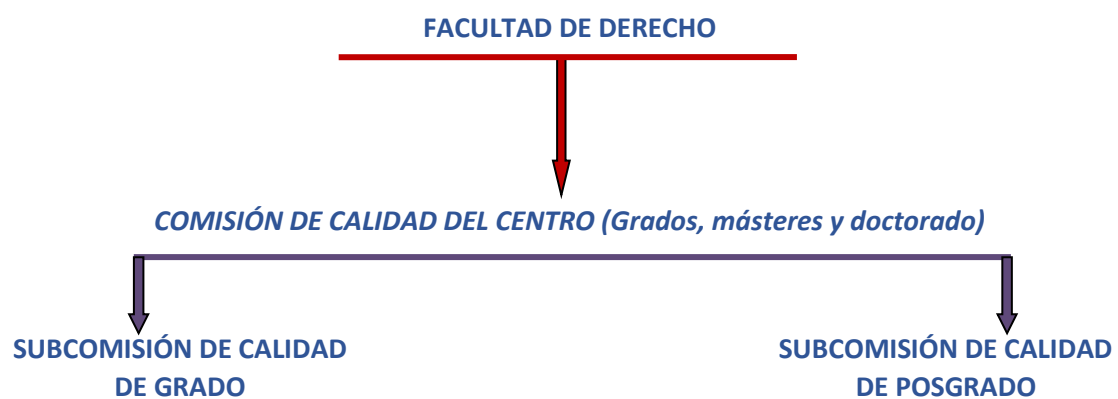 FACULTAD DE DERECHO
COMISIÓN DE CALIDAD DEL CENTRO (Grados, másteres y doctorado)
SUBCOMISIÓN DE CALIDAD
DE GRADO
SUBCOMISIÓN DE CALIDAD
DE POSGRADO